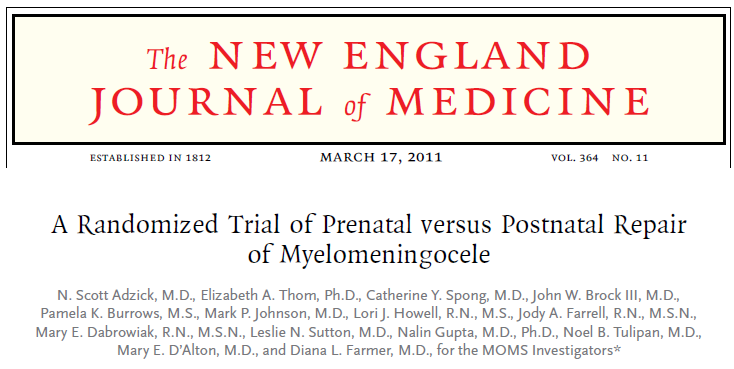 The NEW ENGLAND
JOURNAL of MEDICINE
ESTABLISHED IN 1812 MARCH 17, 2011 VOL. 364 NO. 11
A Randomized Trial of Prenatal versus Postnatal Repair
of Myelomeningocele
N. Scott Adzick, M.D., Elizabeth A. Thom, Ph.D., Catherine Y. Spong, M.D., John W. Brock III, M.D.,
Pamela K. Burrows, M.S., Mark P. Johnson, M.D., Lori J. Howell, R.N., M.S., Jody A. Farrell, R.N., M.S.N.,
Mary E. Dabrowiak, R.N., M.S.N., Leslie N. Sutton, M.D., Nalin Gupta, M.D., Ph.D., Noel B. Tulipan, M.D.,
Mary E. D’Alton, M.D., and Diana L. Farmer, M.D., for the MOMS Investigators*